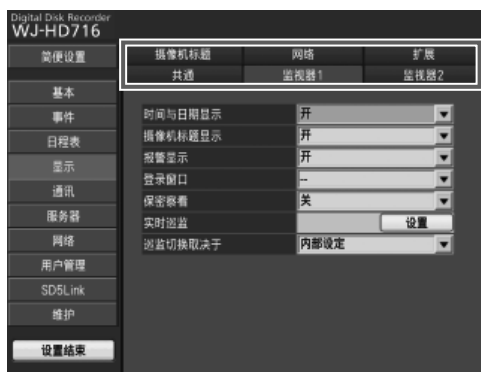 Digital Disk Recorder
WJ-HD716
简便设置
基本
事件
日程表
显示
通讯
服务器
网络
用户管理
SD5Link
维护
设置结束
摄像机标题 网络 扩展
共通 监视器1 监视器2
时间与日期显示 开
摄像机标题显示 开
报警显示 开
登录窗口 --
保密察看 关
实时巡监 设置
巡监切换取决于 内部设定